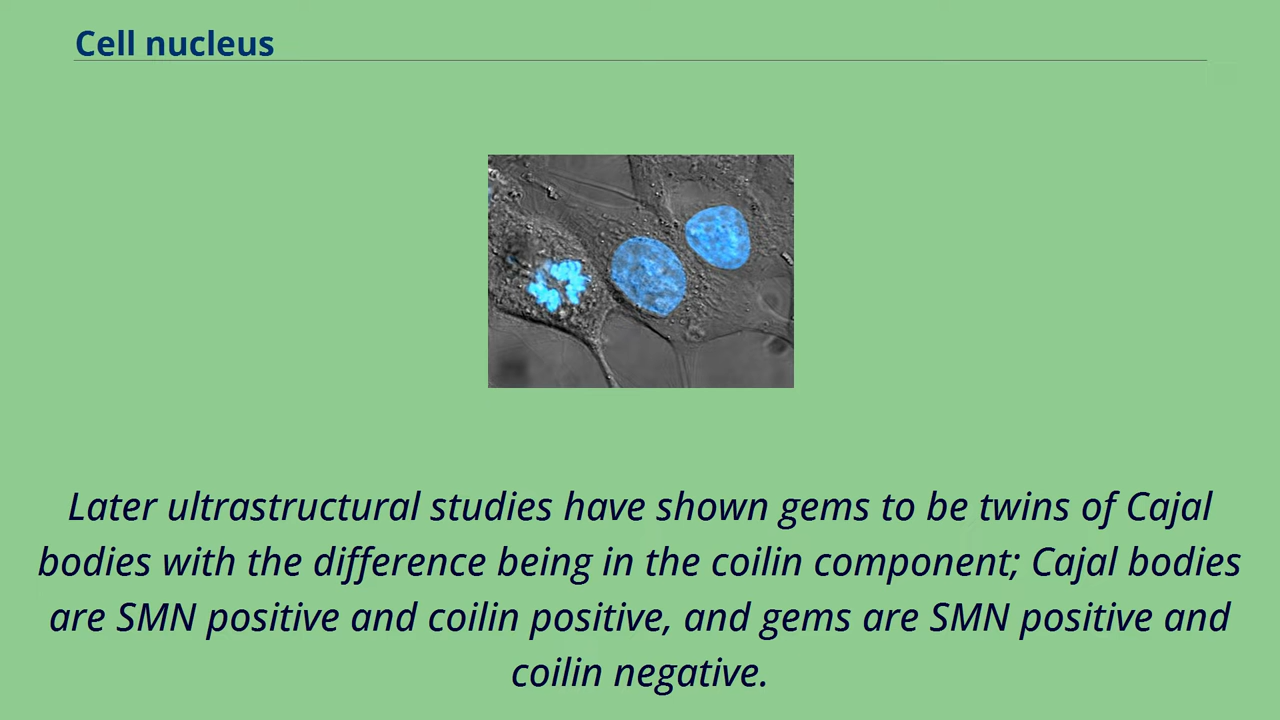 Cell nucleus
Later ultrastructural studies have shown gems to be twins of Cajal
bodies with the difference being in the coilin component; Cajal bodies
are SMN positive and coilin positive, and gems are SMN positive and
coilin negative.